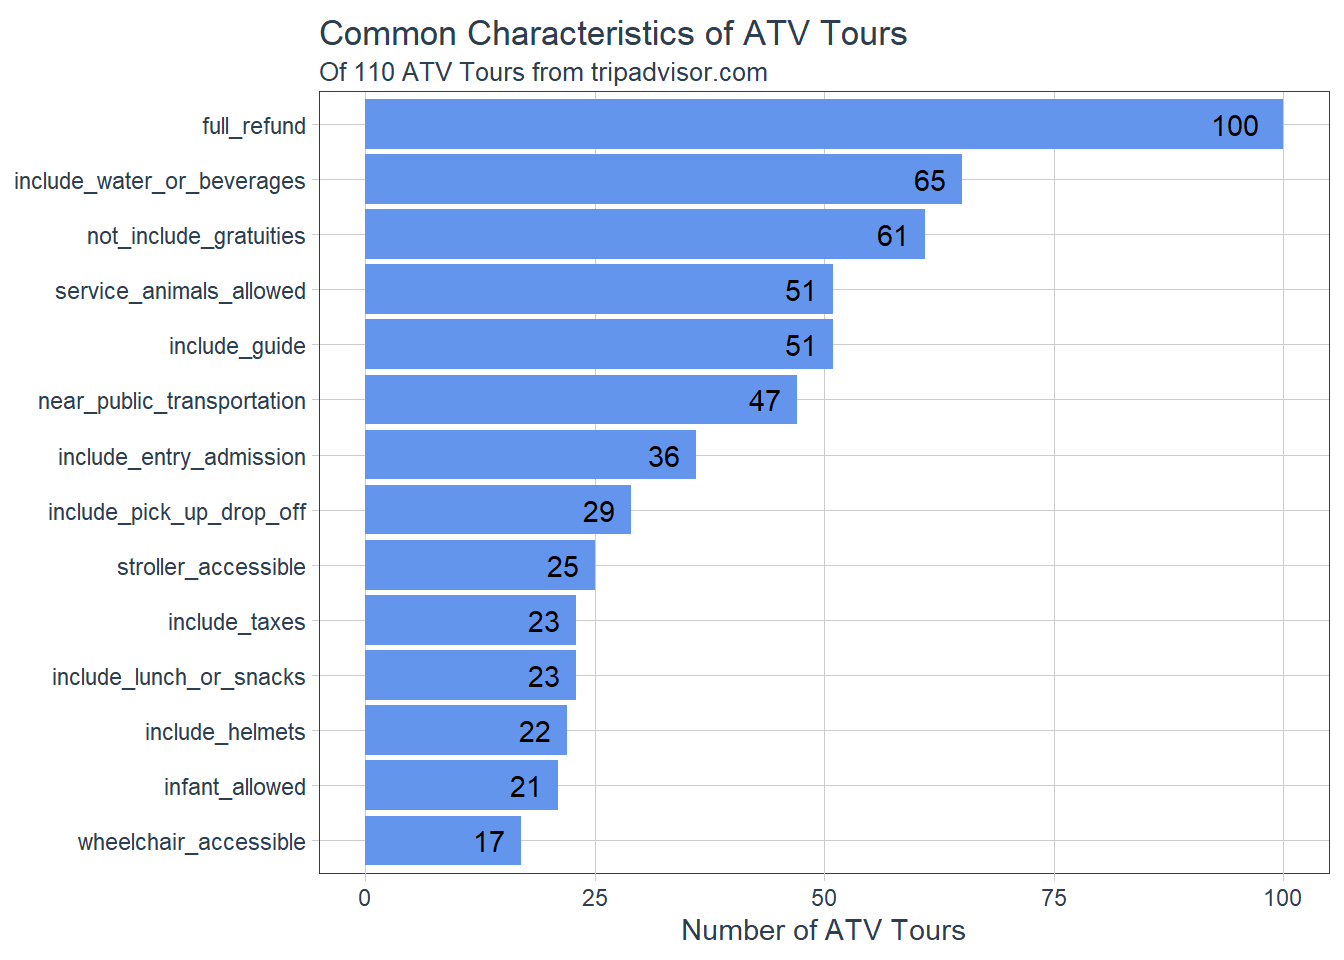 Common Characteristics of ATV Tours
Of 110 ATV Tours from tripadvisor.com
full_refund 100
include_water_or_beverages 65
not_include_gratuities 61
service_animals_allowed 51
include_guide 51
near_public_transportation 47
include_entry_admission 36
include_pick_up_drop_off 29
stroller_accessible 25
include_taxes 23
include_lunch_or_snacks 23
include_helmets 22
infant_allowed 21
wheelchair_accessible 17
0 25 50 75 100
Number of ATV Tours